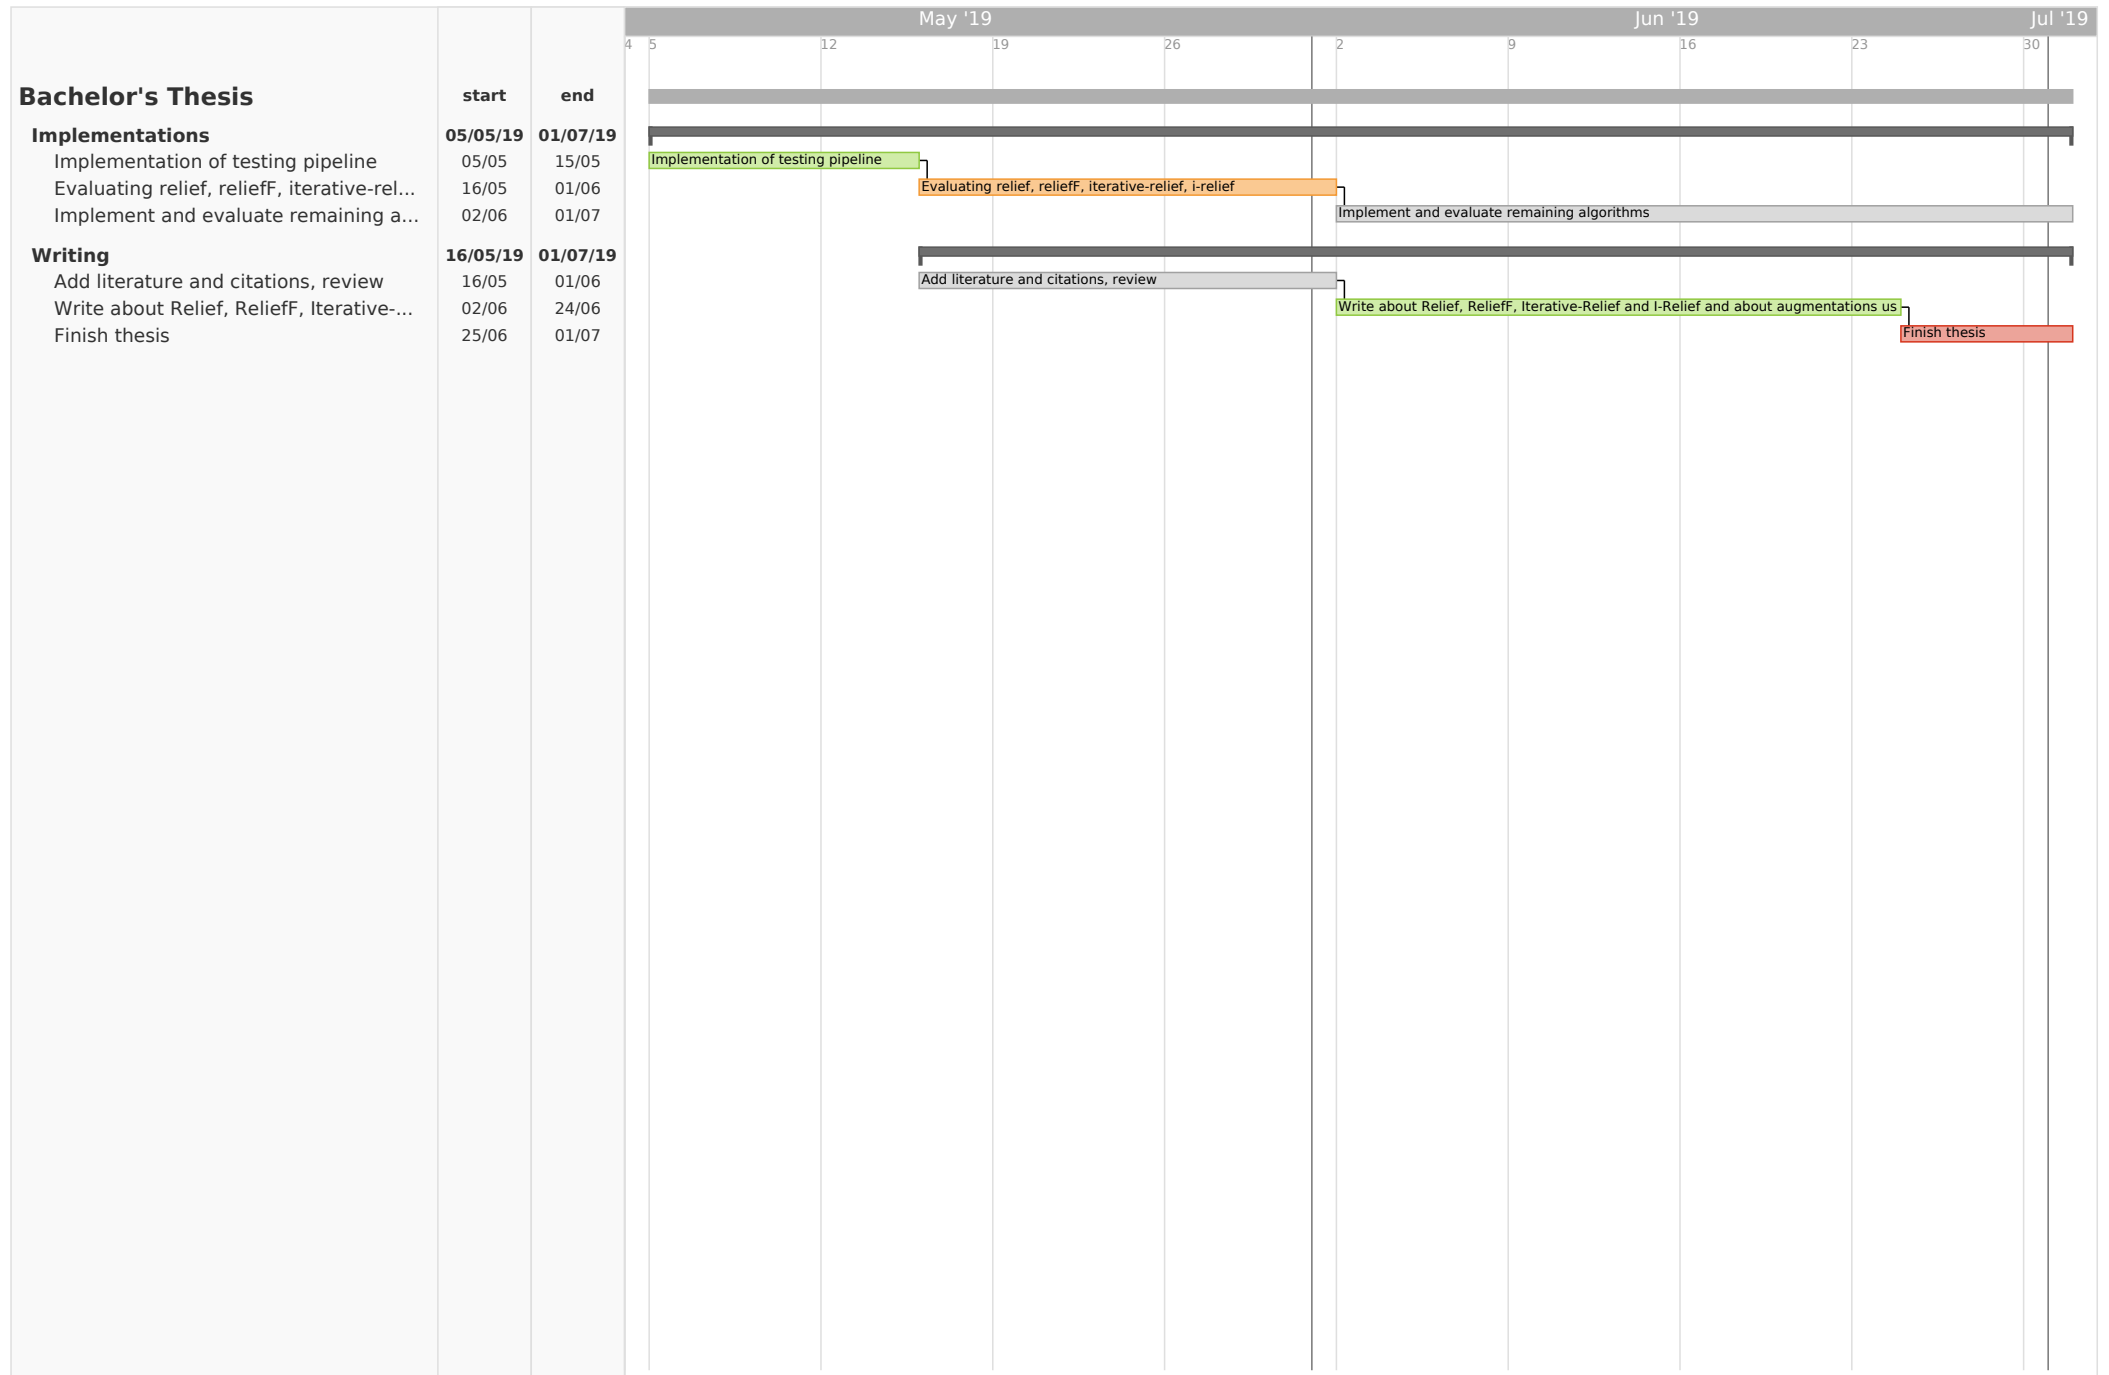 May '19 Jun '19 Jul '19
4 5 12 19 26 2 9 16 23 30
Bachelor's Thesis start end
Implementations 05/05/19 01/07/19
Implementation of testing pipeline 05/05 15/05 Implementation of testing pipeline
Evaluating relief, reliefF, iterative-rel... 16/05 01/06 Evaluating relief, reliefF, iterative-relief, i-relief
Implement and evaluate remaining a... 02/06 01/07 Implement and evaluate remaining algorithms
Writing 16/05/19 01/07/19
Add literature and citations, review 16/05 01/06 Add literature and citations, review
Write about Relief, ReliefF, Iterative-... 02/06 24/06 Write about Relief, ReliefF, Iterative-Relief and I-Relief and about augmentations us
Finish thesis 25/06 01/07 Finish thesis